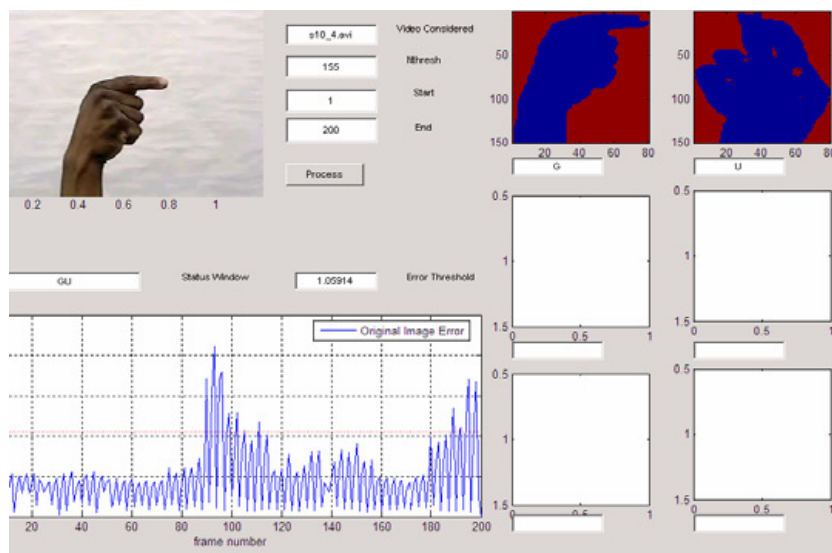 s10_4.avi Video Considered
155 Nthresh
1 Start
200 End
Process
0.2 0.4 0.6 0.8 1
50
100
150
20 40 60 80
G
50
100
150
20 40 60 80
U
GU Status Window 1.05914 Error Threshold
Original Image Error
20 40 60 80 100 120 140 160 180 200
frame number
0.5
1
1.5
0 0.5 1
0.5
1
1.5
0 0.5 1
0.5
1
1.5
0 0.5 1
0.5
1
1.5
0 0.5 1